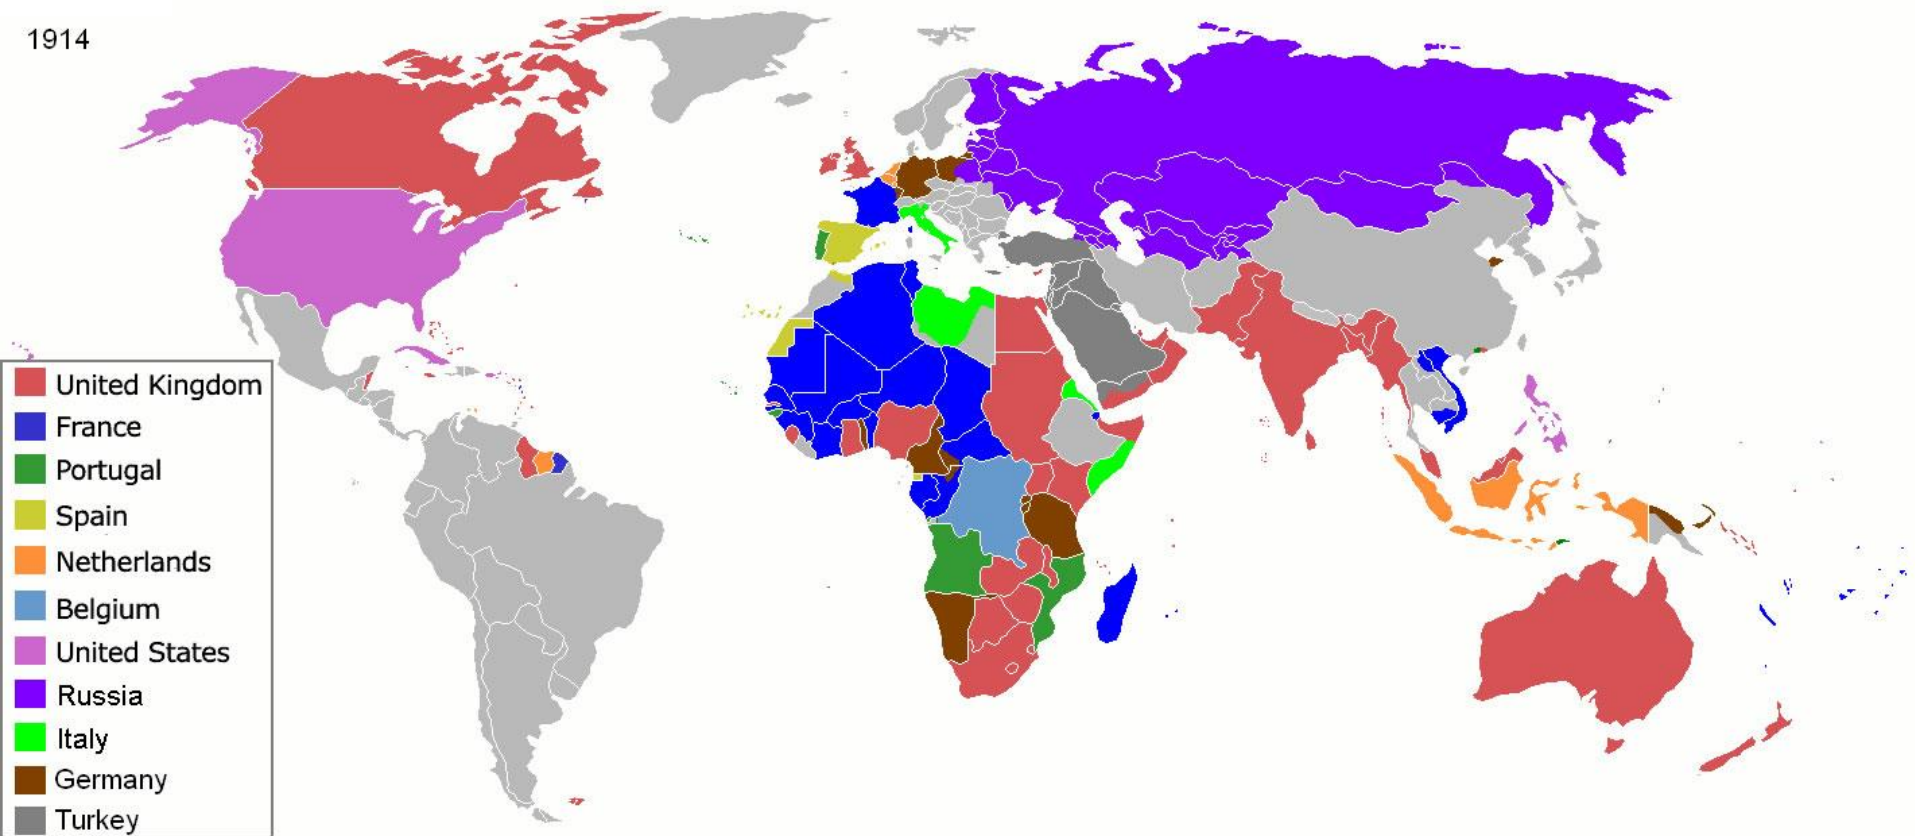 1914
United Kingdom
France
Portugal
Spain
Netherlands
Belgium
United States
Russia
Italy
Germany
Turkey